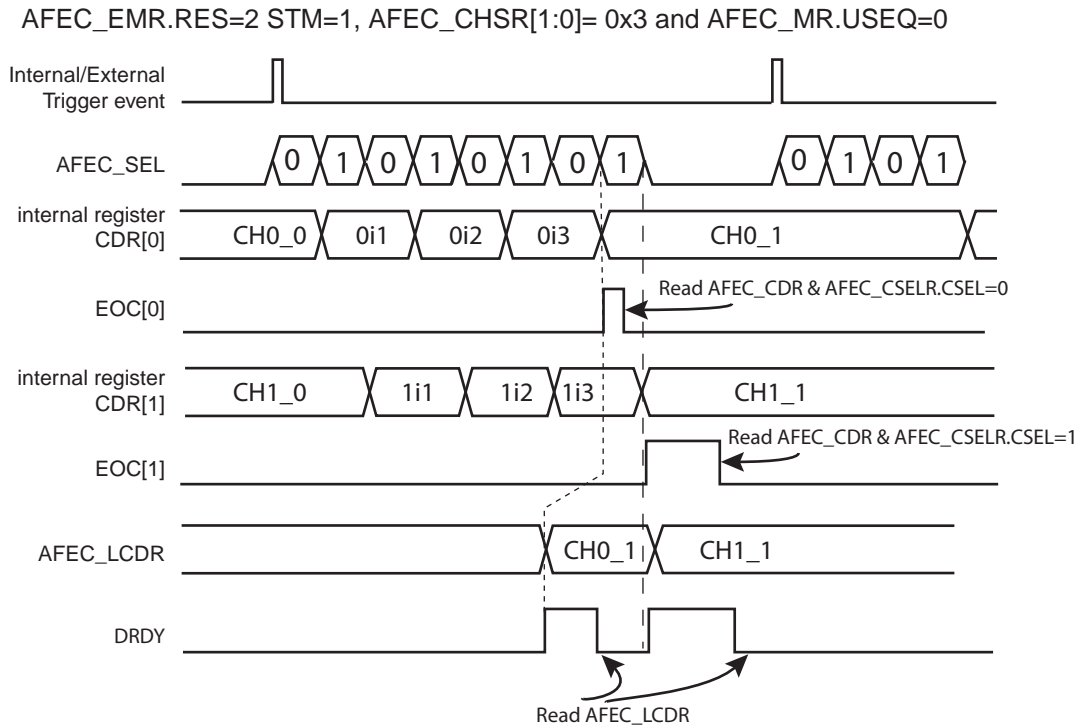 AFEC_EMR.RES=2 STM=1, AFEC_CHSR[1:0]= 0x3 and AFEC_MR.USEQ=0
Internal/External
Trigger event
AFEC_SEL
0 1 0 1 0 1 0 1 0 1 0 1
internal register
CDR[0]
CH0_0 0i1 0i2 0i3 CH0_1
EOC[0]
Read AFEC_CDR & AFEC_CSELR.CSEL=0
internal register
CDR[1]
CH1_0 1i1 1i2 1i3 CH1_1
EOC[1]
Read AFEC_CDR & AFEC_CSELR.CSEL=1
AFEC_LCDR
CH0_1 CH1_1
DRDY
Read AFEC_LCDR